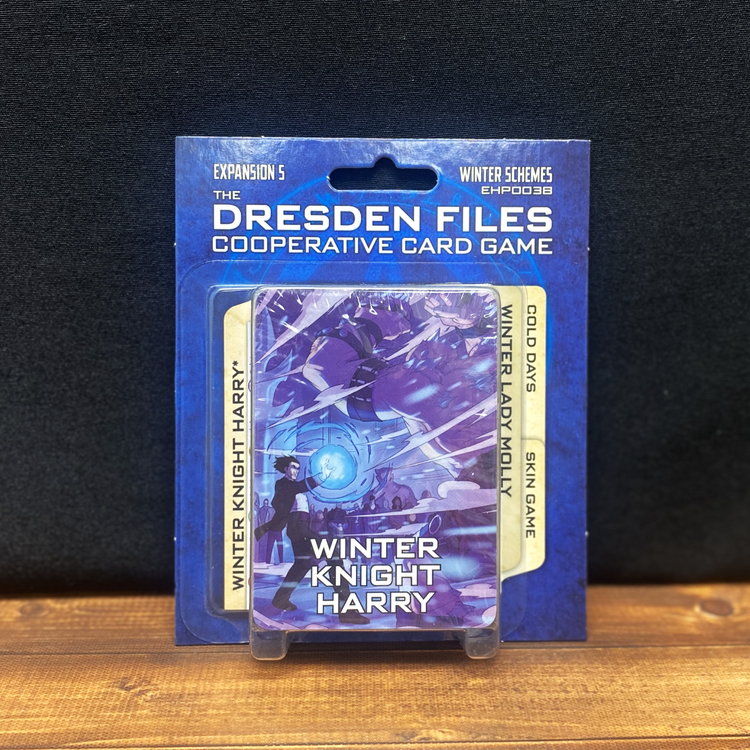 EXPANSION 5
WINTER SCHEMES
EHP0038
THE
DRESDEN FILES
COOPERATIVE CARD GAME
WINTER KNIGHT HARRY*
COLD DAYS
WINTER LADY MOLLY
SKIN GAME
WINTER
KNIGHT
HARRY